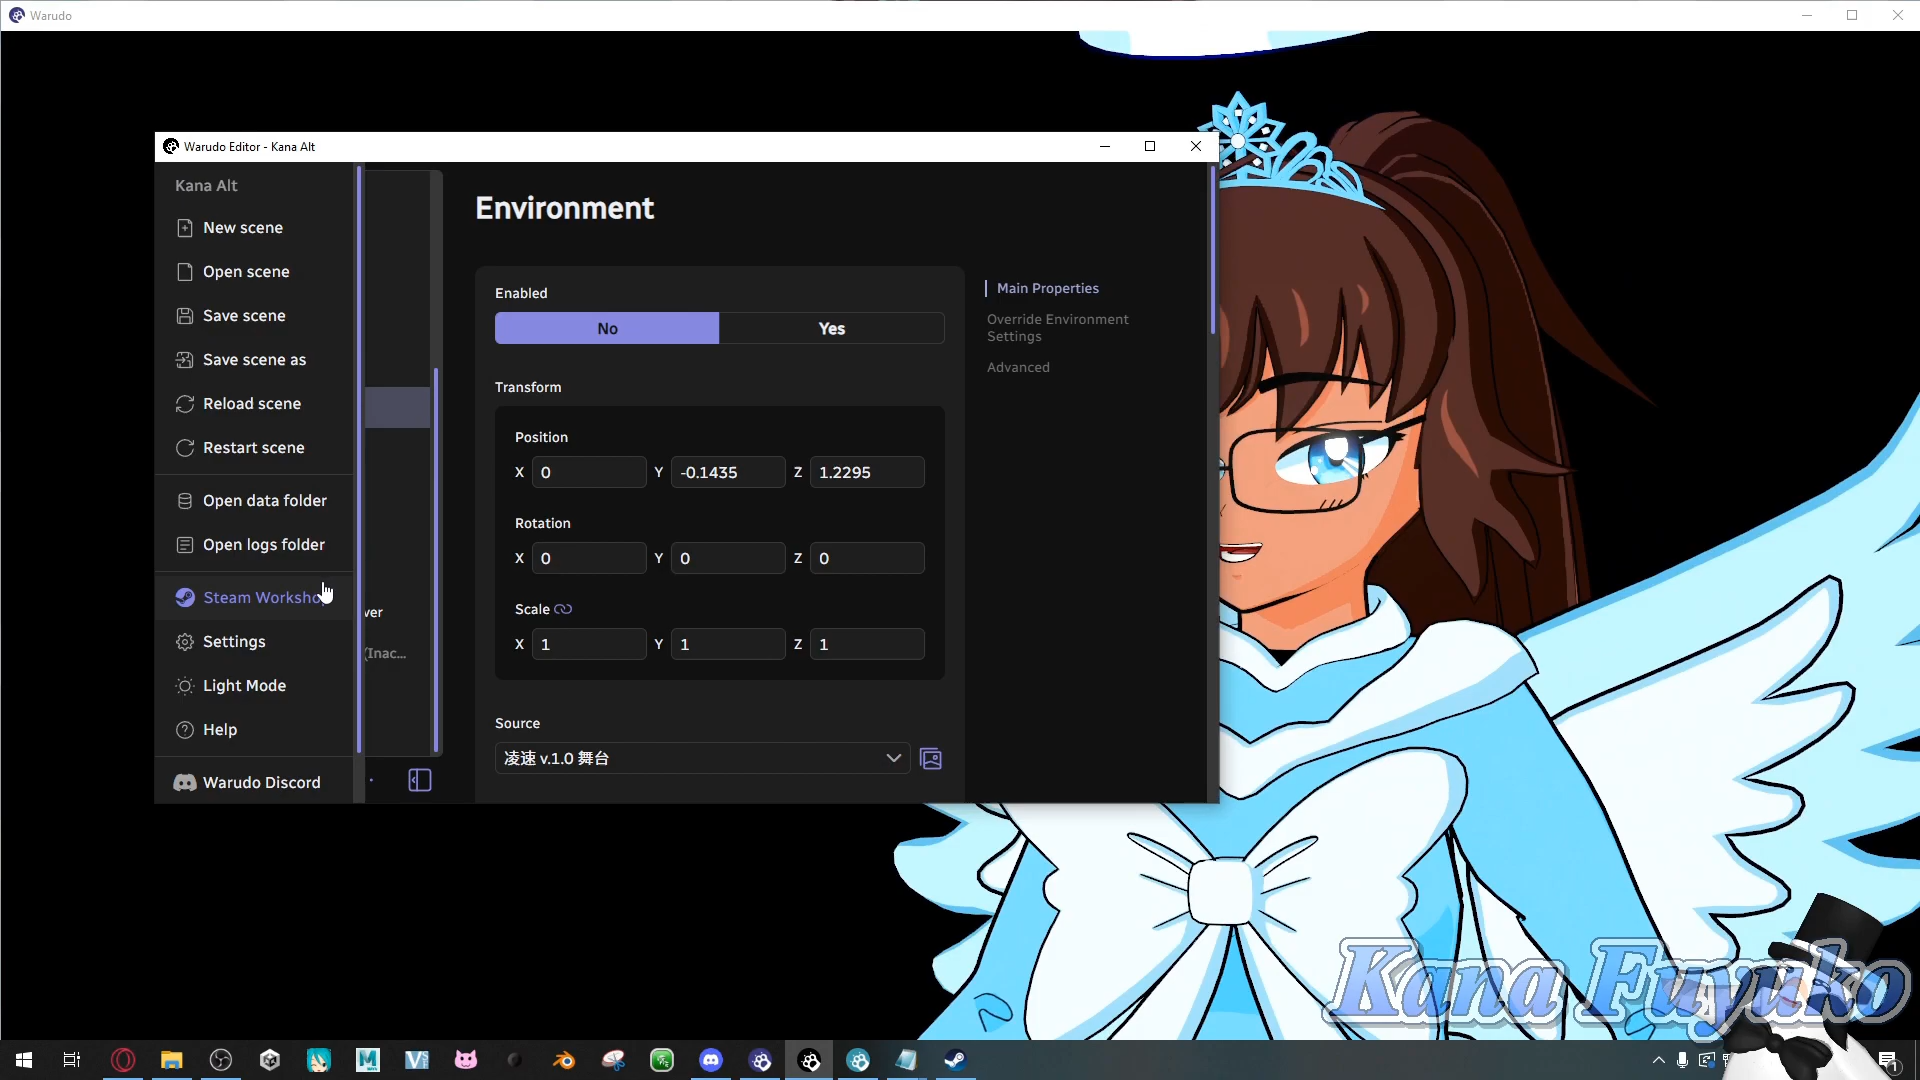 Warudo
Warudo Editor - Kana Alt
Kana Alt
New scene
Open scene
Save scene
Save scene as
Reload scene
Restart scene
Open data folder
Open logs folder
Steam Worksho
Settings
Light Mode
Help
Warudo Discord
ver
(Inac...
Environment
Enabled
No
Yes
Transform
Position
X 0 Y -0.1435 Z 1.2295
Rotation
X 0 Y 0 Z 0
Scale
X 1 Y 1 Z 1
Source
凌速 v.1.0 舞台
Main Properties
Override Environment
Settings
Advanced
Kana Fuyuko